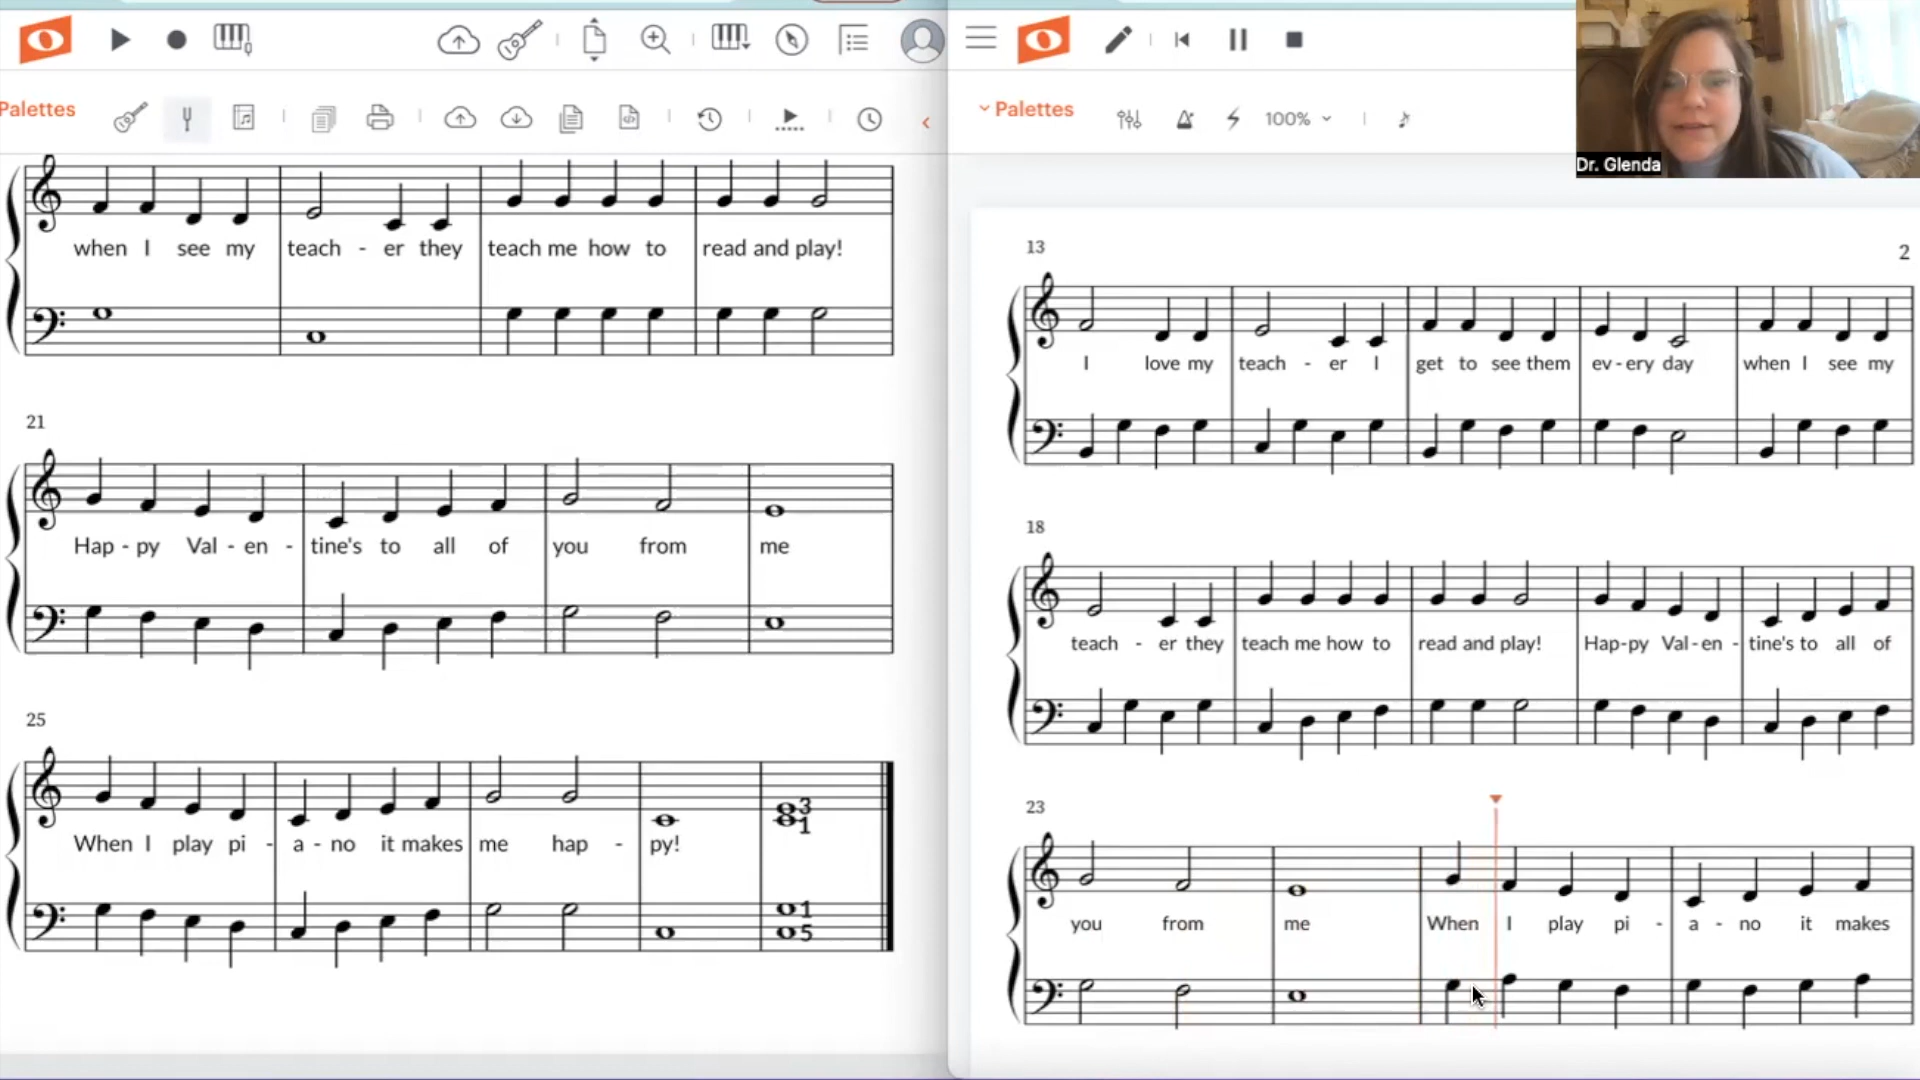 Palettes
when I see my teach - er they teach me how to read and play!
21
Hap - py Val - en - tine's to all of you from me
25
When I play pi - a - no it makes me hap - py!
3
1
1
5
Palettes
100%
Dr. Glenda
13
2
I love my teach - er I get to see them ev - ery day when I see my
18
teach - er they teach me how to read and play! Hap - py Val - en - tine's to all of
23
you from me When I play pi - a - no it makes